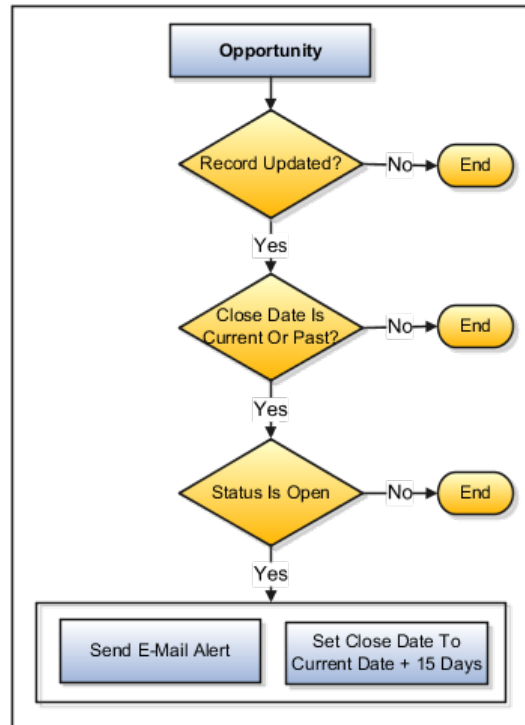 Opportunity
Record Updated?
No
End
Yes
Close Date Is
Current Or Past?
No
End
Yes
Status Is Open
No
End
Yes
Send E-Mail Alert
Set Close Date To
Current Date + 15 Days